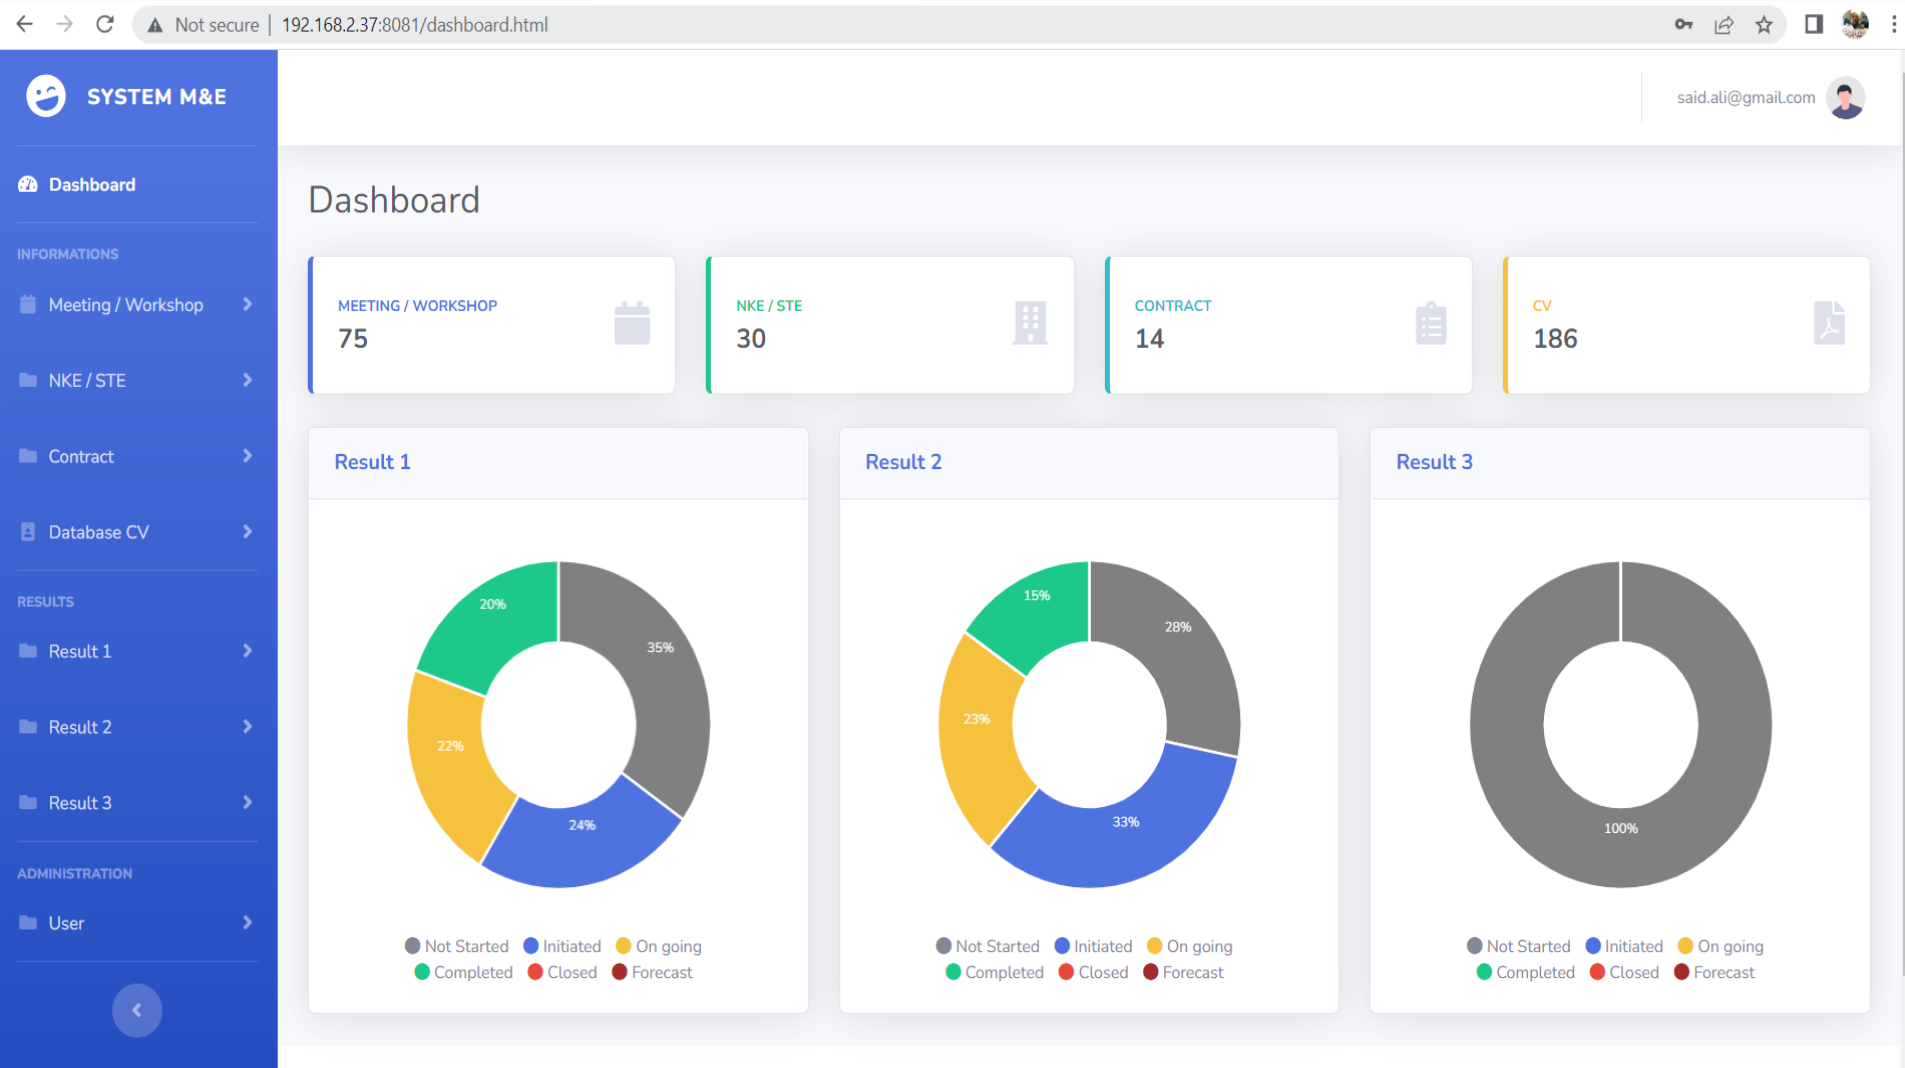 Not secure | 192.168.2.37:8081/dashboard.html
SYSTEM M&E
said.ali@gmail.com
Dashboard
INFORMATIONS
Meeting / Workshop
NKE / STE
Contract
Database CV
RESULTS
Result 1
Result 2
Result 3
ADMINISTRATION
User
Dashboard
MEETING / WORKSHOP
75
NKE / STE
30
CONTRACT
14
CV
186
Result 1
20%
35%
22%
24%
Not Started Initiated On going
Completed Closed Forecast
Result 2
15%
28%
23%
33%
Not Started Initiated On going
Completed Closed Forecast
Result 3
100%
Not Started Initiated On going
Completed Closed Forecast